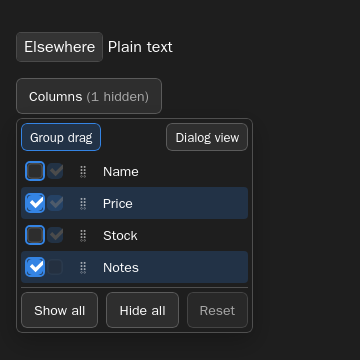 Elsewhere Plain text
Columns (1 hidden)
Group drag Dialog view
Name
Price
Stock
Notes
Show all Hide all Reset